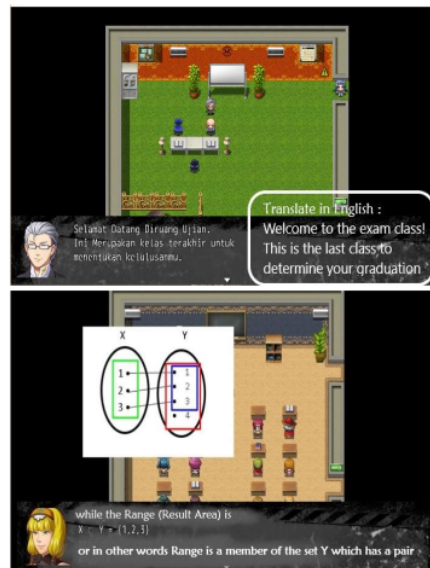 Selamat Datang Diruang Ujian.
Ini Merupakan kelas terakhir untuk
menentukan kelulusanmu.
Translate in English :
Welcome to the exam class!
This is the last class to
determine your graduation
X Y
1 1
2 2
3 3
4
while the Range (Result Area) is
X Y = (1,2,3)
or in other words Range is a member of the set Y which has a pair